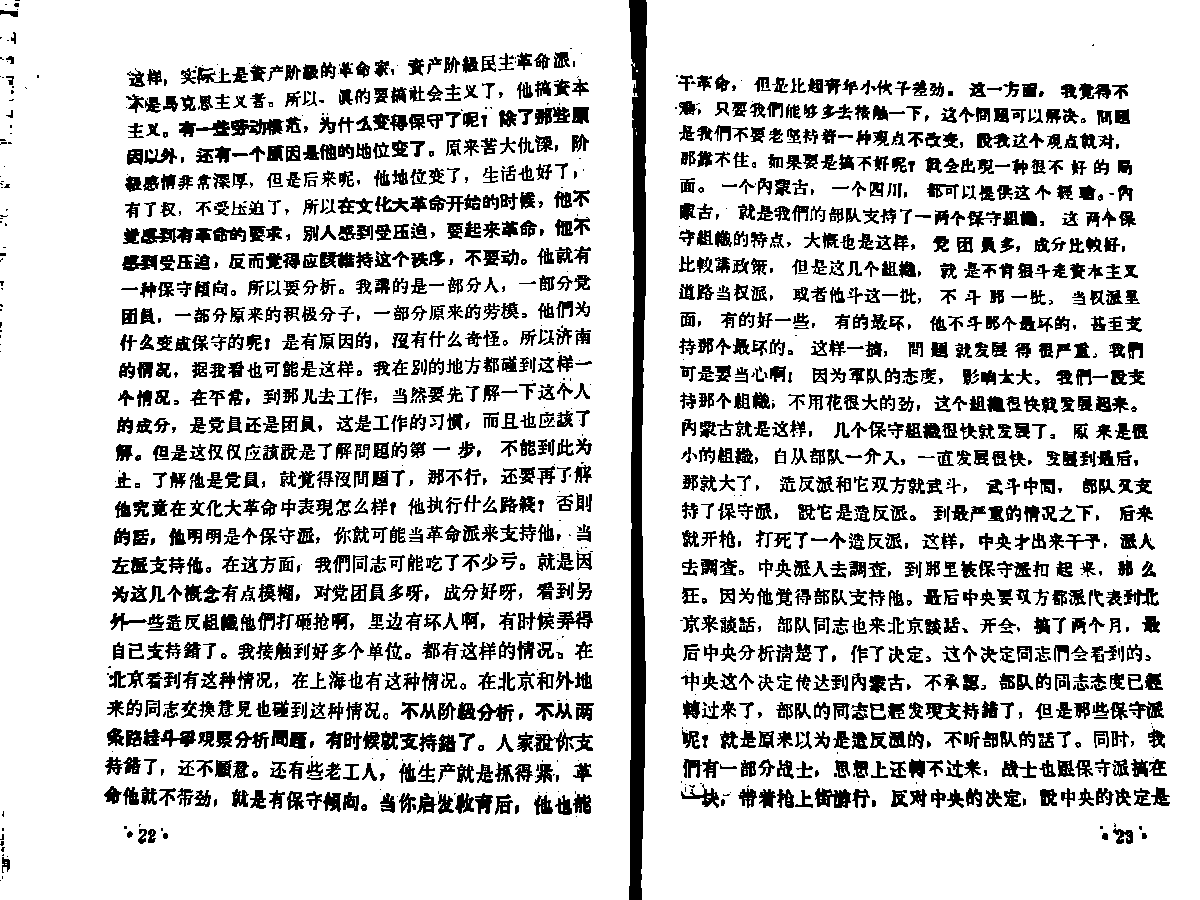 这样，实际上是资产阶級的革命家，资产阶級民主革命派，
不是馬克思主义者。所以、眞的要搞社会主义了，他搞资本
主义。有一些劳动模范，为什么变得保守了呢？除了那些原
因以外，还有一个原因是他的地位变了。原来苦大仇深，阶
級感情非常深厚，但是后来呢，他地位变了，生活也好了，
有了权，不受压迫了，所以在文化大革命开始的时候，他不
觉感到有革命的要求，別人感到受压迫，要起来革命，他不
感到受压迫，反而觉得应該維持这个秩序，不要动。他就有
一种保守傾向。所以要分析。我講的是一部分人，一部分党
团員，一部分原来的积极分子，一部分原来的劳模。他們为
什么变成保守的呢？是有原因的，沒有什么奇怪。所以济南
的情况，据我看也可能是这样。我在別的地方都碰到这样一
个情况。在平常，到那儿去工作，当然要先了解一下这个人
的成分，是党員还是团員，这是工作的习慣，而且也应該了
解。但是这仅仅应該說是了解問題的第一步，不能到此为
止。了解他是党員，就觉得沒問題了，那不行，还要再了解
他究竟在文化大革命中表現怎么样？他执行什么路綫？否則
的話，他明明是个保守派，你就可能当革命派来支持他，当
左派支持他。在这方面，我們同志可能吃了不少亏。就是因
为这几个概念有点模糊，对党团員多呀，成分好呀，看到另
外一些造反組織他們打砸抢啊，里边有坏人啊，有时候弄得
自己支持錯了。我接触到好多个单位。都有这样的情况。在
北京看到有这种情况，在上海也有这种情况。在北京和外地
来的同志交换意見也碰到这种情况。不从阶級分析，不从两
条路綫斗爭观察分析問題，有时候就支持錯了。人家說你支
持錯了，还不願意。还有些老工人，他生产就是抓得紧，革
命他就不带劲，就是有保守傾向。当你启发教育后，他也能
·22·
干革命，但是比起青年小伙子差劲。这一方面，我覚得不
难，只要我們能够多去接触一下，这个問題可以解决。問題
是我們不要老坚持着一种观点不改变，說我这个观点就对，
那靠不住。如果要是搞不好呢？就会出現一种很不好的局
面。一个內蒙古，一个四川，都可以提供这个經驗。內
蒙古，就是我們的部队支持了一两个保守組織，这两个保
守組織的特点，大概也是这样，党团員多，成分比較好，
比較講政策，但是这几个組織，就是不肯狠斗走資本主义
道路当权派，或者他斗这一批，不斗那一批。当权派里
面，有的好一些，有的最坏，他不斗那个最坏的，甚至支
持那个最坏的。这样一搞，問題就发展得很严重。我們
可是要当心啊！因为軍队的态度，影响太大。我們一說支
持那个組織，不用花很大的劲，这个組織很快就发展起来。
內蒙古就是这样，几个保守組織很快就发展了。原来是很
小的組織，自从部队一介入，一直发展很快，发展到最后，
那就大了，造反派和它双方就武斗，武斗中間，部队又支
持了保守派，說它是造反派。到最严重的情况之下，后来
就开枪，打死了一个造反派，这样，中央才出来干予，派人
去調查。中央派人去調查，到那里被保守派扣起来，那么
狂。因为他覚得部队支持他。最后中央要双方都派代表到北
京来談話，部队同志也来北京談話、开会，搞了两个月，最
后中央分析清楚了，作了决定。这个决定同志們会看到的。
中央这个决定传达到內蒙古，不承認。部队的同志态度已經
轉过来了，部队的同志已經发現支持錯了，但是那些保守派
呢？就是原来以为是造反派的，不听部队的話了。同时，我
們有一部分战士，思想上还轉不过来，战士也跟保守派搞在
一块，带着枪上街游行，反对中央的决定，說中央的决定是
·23·